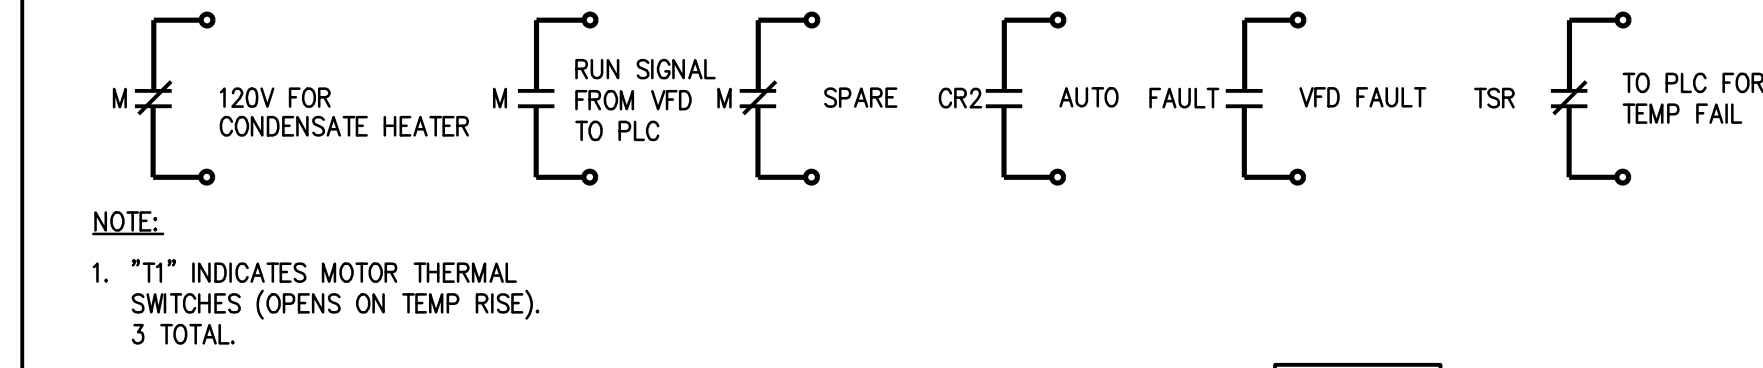 M
120V FOR
CONDENSATE HEATER
M
RUN SIGNAL
FROM VFD
TO PLC
M
SPARE
CR2
AUTO
FAULT
VFD FAULT
TSR
TO PLC FOR
TEMP FAIL
NOTE:
1. "T1" INDICATES MOTOR THERMAL
SWITCHES (OPENS ON TEMP RISE).
3 TOTAL.